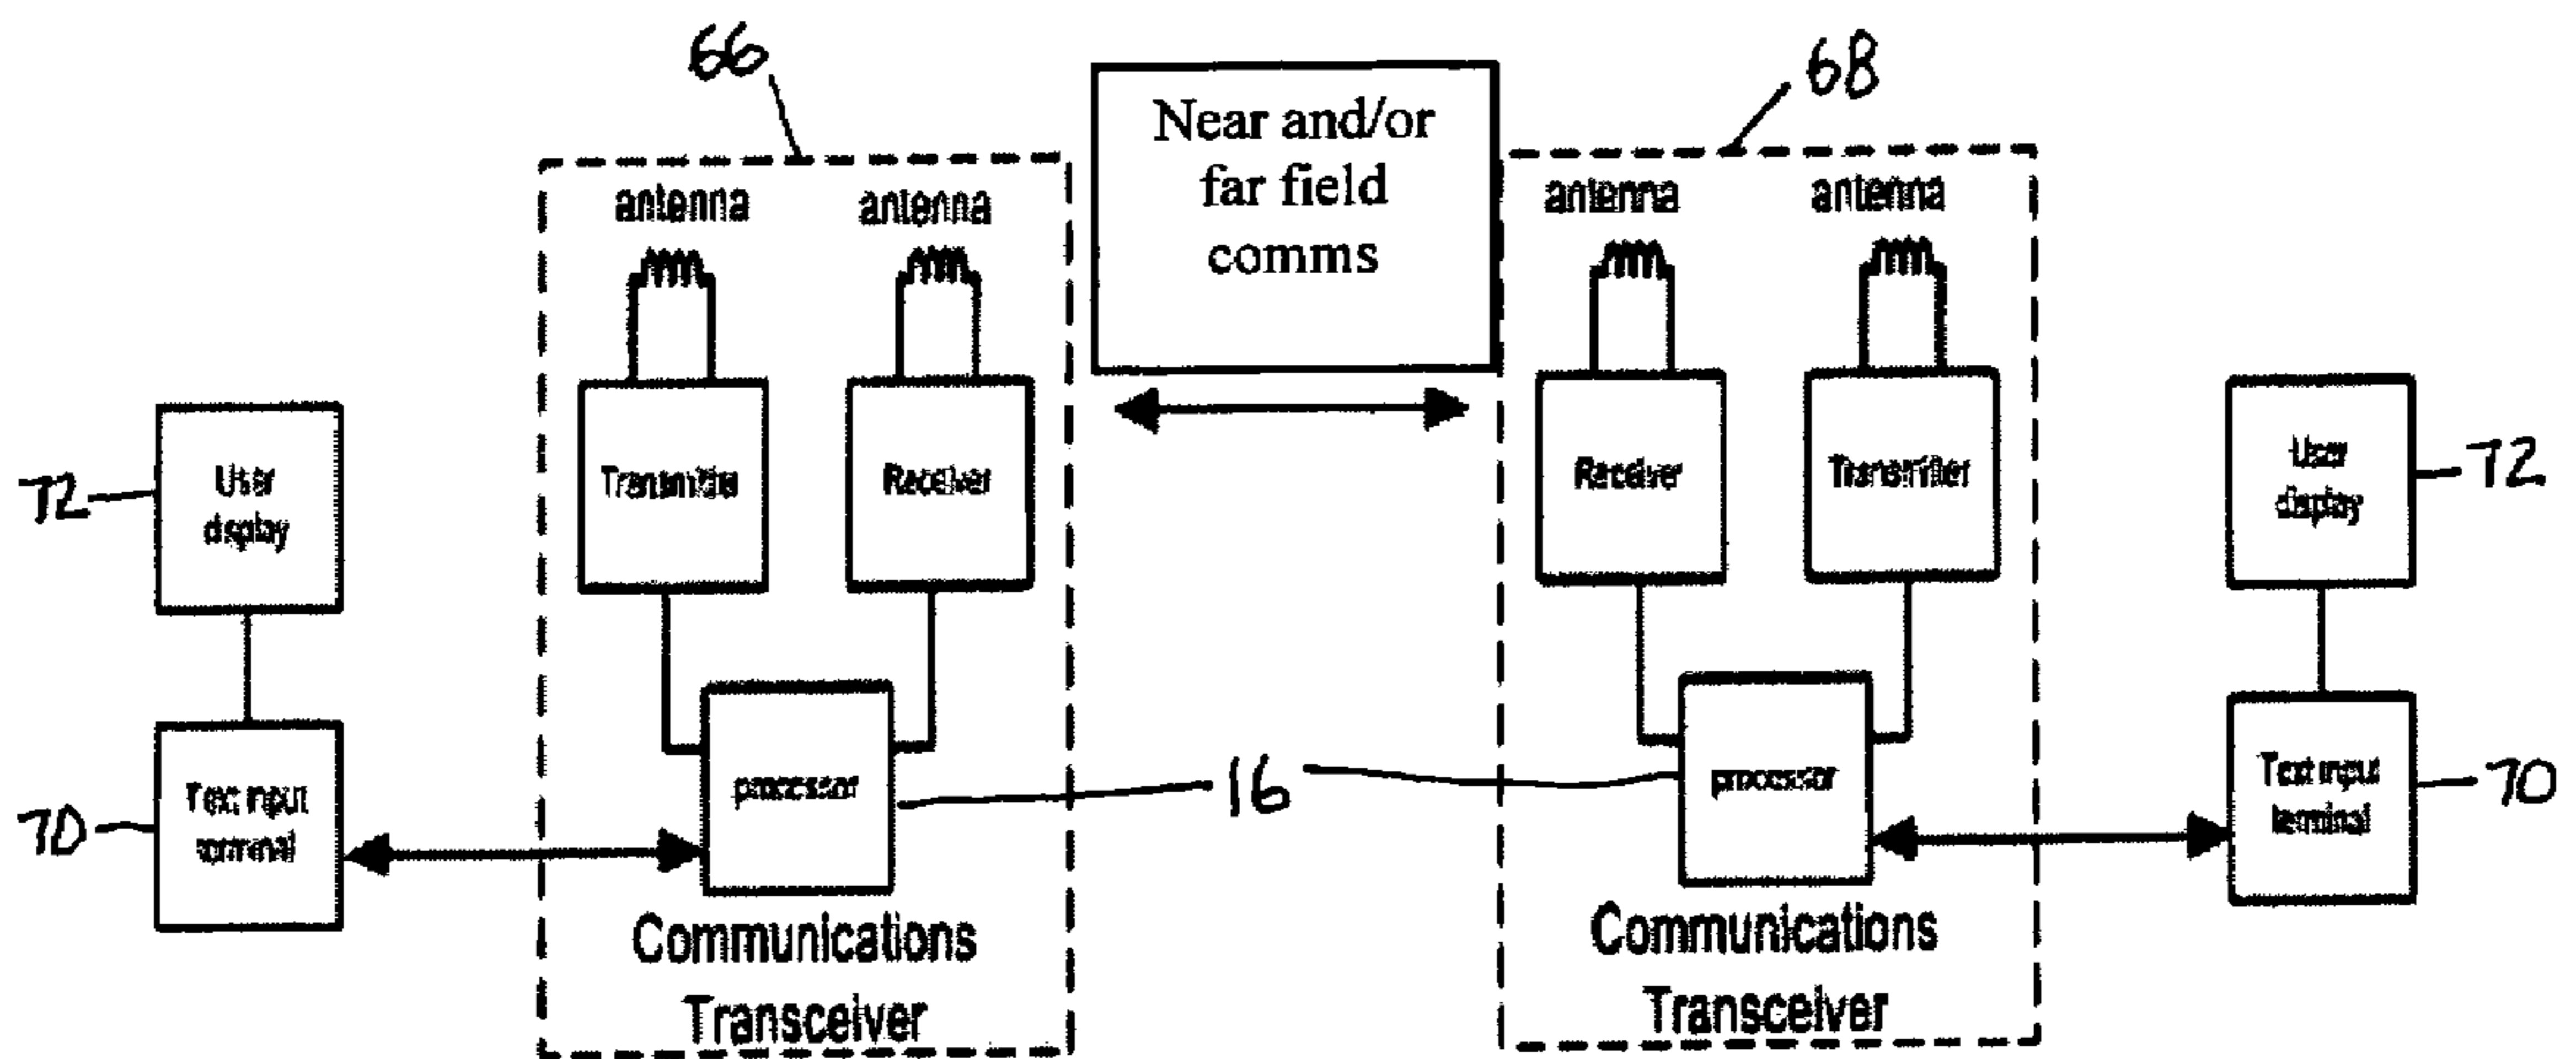 66
68
Near and/or
far field
comms
antenna
antenna
antenna
antenna
72
User
display
Transmitter
Receiver
Receiver
Transmitter
User
display
72
70
Text input
terminal
processor
16
processor
Text input
terminal
70
Communications
Transceiver
Communications
Transceiver